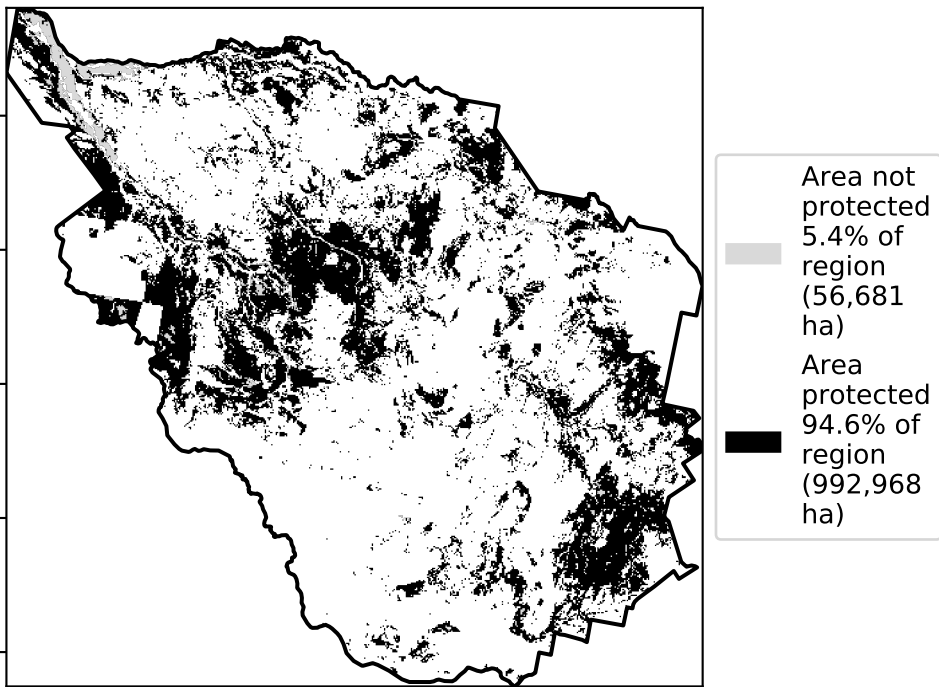 Area not
protected
5.4% of
region
(56,681
ha)
Area
protected
94.6% of
region
(992,968
ha)